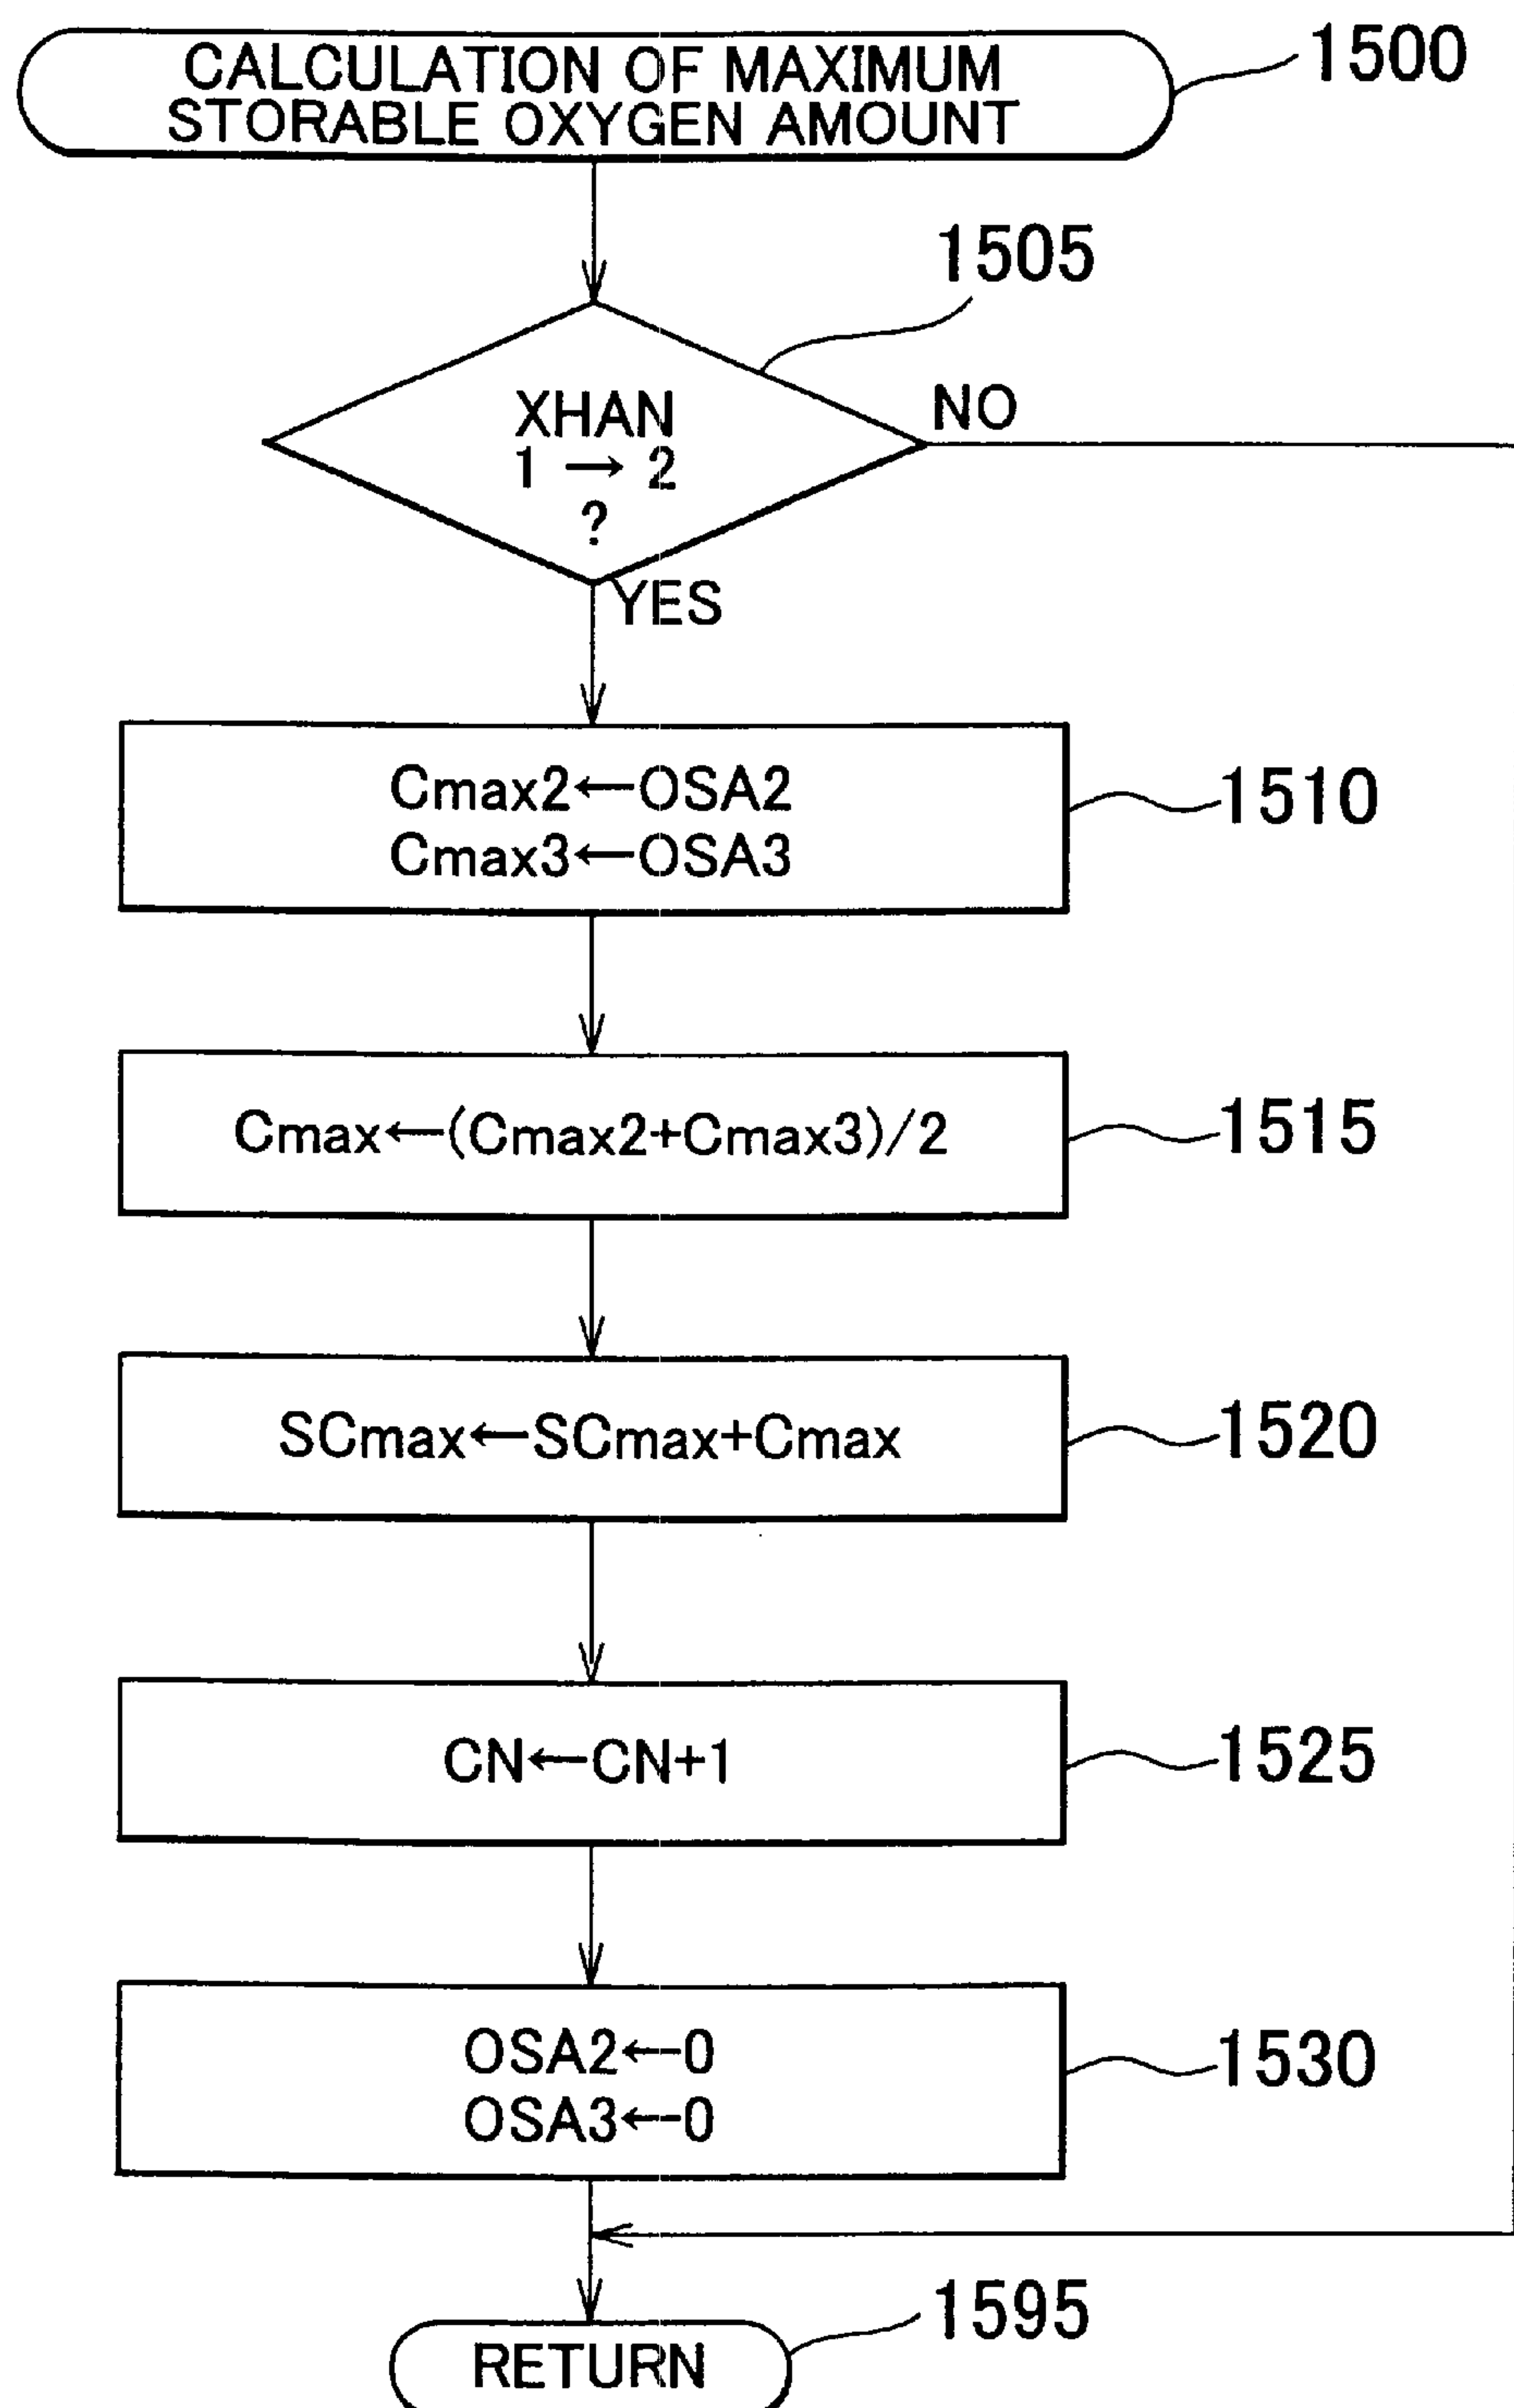 CALCULATION OF MAXIMUM
STORABLE OXYGEN AMOUNT
1500
1505
XHAN
1 → 2
?
NO
YES
Cmax2←OSA2
Cmax3←OSA3
1510
Cmax←(Cmax2+Cmax3)/2
1515
SCmax←SCmax+Cmax
1520
CN←CN+1
1525
OSA2←0
OSA3←0
1530
1595
RETURN